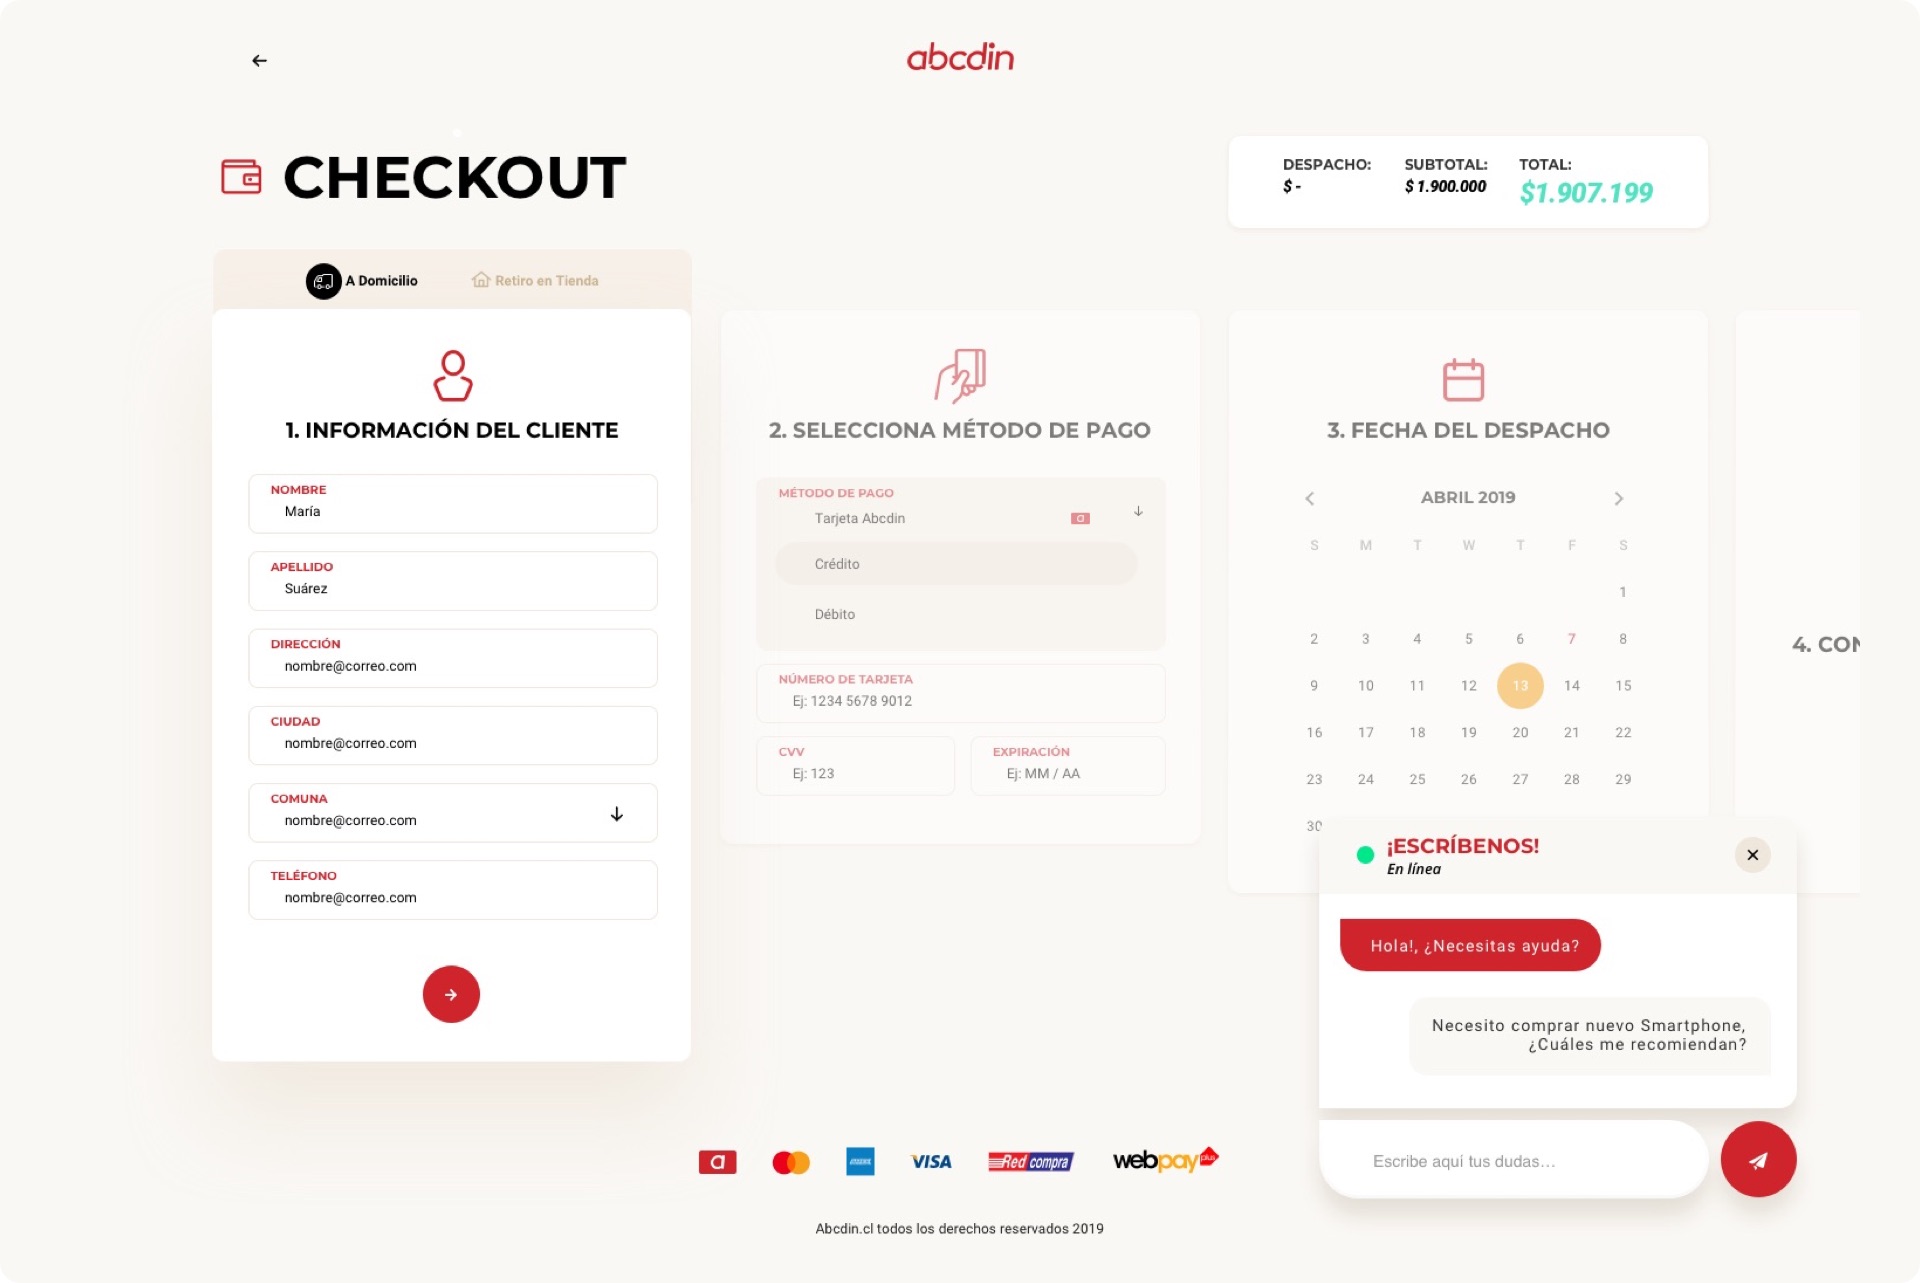 abcdin
CHECKOUT
DESPACHO: SUBTOTAL: TOTAL:
$ - $ 1.900.000 $1.907.199
A Domicilio Retiro en Tienda
1. INFORMACIÓN DEL CLIENTE
NOMBRE
María
APELLIDO
Suárez
DIRECCIÓN
nombre@correo.com
CIUDAD
nombre@correo.com
COMUNA
nombre@correo.com
TELÉFONO
nombre@correo.com
2. SELECCIONA MÉTODO DE PAGO
MÉTODO DE PAGO
Tarjeta Abcdin a
Crédito
Débito
NÚMERO DE TARJETA
Ej: 1234 5678 9012
CVV EXPIRACIÓN
Ej: 123 Ej: MM / AA
3. FECHA DEL DESPACHO
ABRIL 2019
S M T W T F S
1
2 3 4 5 6 7 8
9 10 11 12 13 14 15
16 17 18 19 20 21 22
23 24 25 26 27 28 29
30
4. CON
¡ESCRÍBENOS!
En línea
Hola!, ¿Necesitas ayuda?
Necesito comprar nuevo Smartphone,
¿Cuáles me recomiendan?
Escribe aquí tus dudas...
a VISA Red compra webpay plus
Abcdin.cl todos los derechos reservados 2019